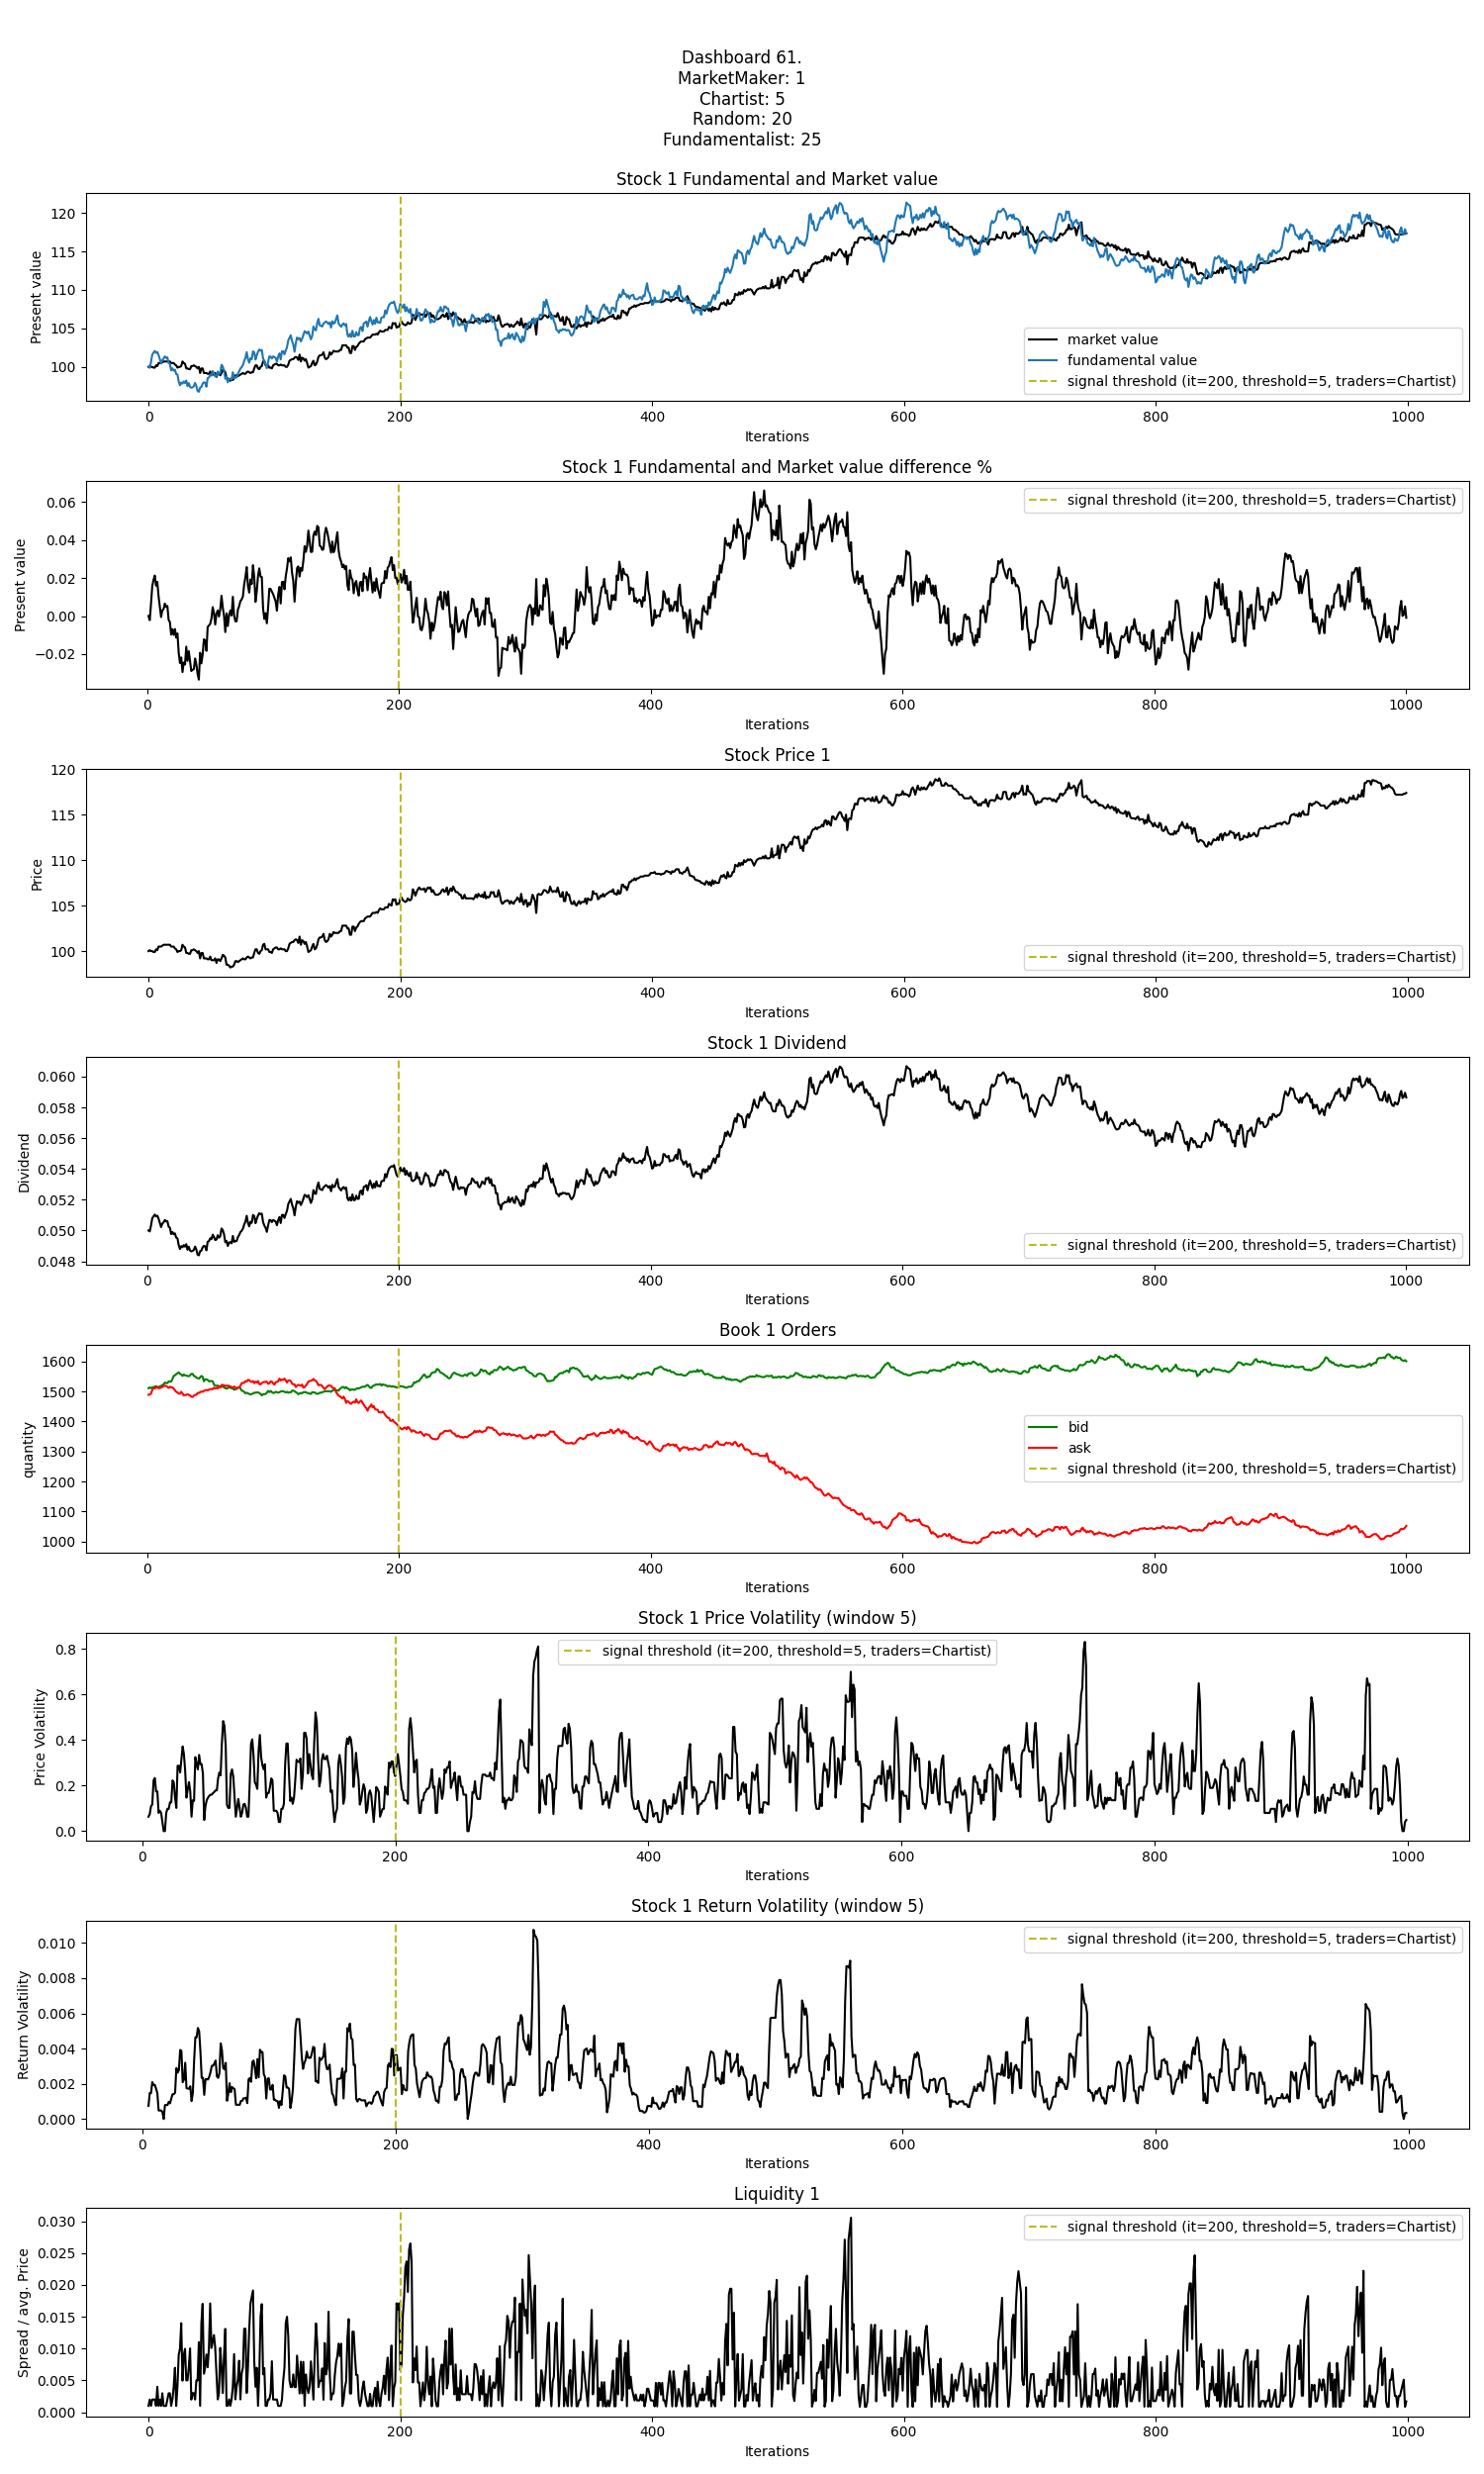 Dashboard 61.
MarketMaker: 1
Chartist: 5
Random: 20
Fundamentalist: 25
Stock 1 Fundamental and Market value
Present value
120
115
110
105
100
market value
fundamental value
signal threshold (it=200, threshold=5, traders=Chartist)
0 200 400 600 800 1000
Iterations
Stock 1 Fundamental and Market value difference %
Present value
0.06
0.04
0.02
0.00
−0.02
signal threshold (it=200, threshold=5, traders=Chartist)
0 200 400 600 800 1000
Iterations
Stock Price 1
Price
120
115
110
105
100
signal threshold (it=200, threshold=5, traders=Chartist)
0 200 400 600 800 1000
Iterations
Stock 1 Dividend
Dividend
0.060
0.058
0.056
0.054
0.052
0.050
0.048
signal threshold (it=200, threshold=5, traders=Chartist)
0 200 400 600 800 1000
Iterations
Book 1 Orders
quantity
1600
1500
1400
1300
1200
1100
1000
bid
ask
signal threshold (it=200, threshold=5, traders=Chartist)
0 200 400 600 800 1000
Iterations
Stock 1 Price Volatility (window 5)
Price Volatility
0.8
0.6
0.4
0.2
0.0
signal threshold (it=200, threshold=5, traders=Chartist)
0 200 400 600 800 1000
Iterations
Stock 1 Return Volatility (window 5)
Return Volatility
0.010
0.008
0.006
0.004
0.002
0.000
signal threshold (it=200, threshold=5, traders=Chartist)
0 200 400 600 800 1000
Iterations
Liquidity 1
Spread / avg. Price
0.030
0.025
0.020
0.015
0.010
0.005
0.000
signal threshold (it=200, threshold=5, traders=Chartist)
0 200 400 600 800 1000
Iterations